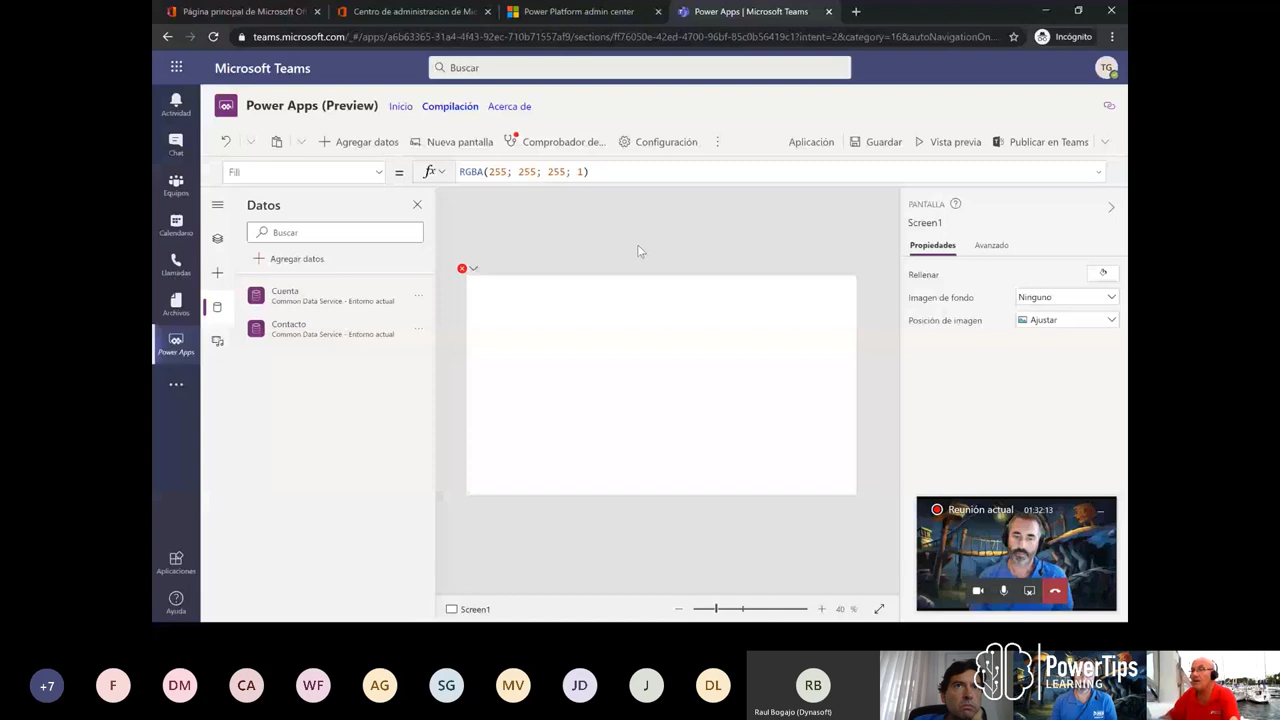 Página principal de Microsoft Of
Centro de administración de Mi
Power Platform admin center
Power Apps | Microsoft Teams
teams.microsoft.com/_#/apps/a6b63365-31a4-4f43-92ec-710b71557af9/sections/ff76050e-42ed-4700-96bf-85c0b56419c1?intent=2&category=16&autoNavigationOn...
Incógnito
Microsoft Teams
Buscar
TG
Actividad
Chat
Equipos
Calendario
Llamadas
Archivos
Power Apps
Aplicaciones
Ayuda
Power Apps (Preview)
Inicio
Compilación
Acerca de
Agregar datos
Nueva pantalla
Comprobador de...
Configuración
Aplicación
Guardar
Vista previa
Publicar en Teams
Fill
=
fx
RGBA(255; 255; 255; 1)
Datos
Buscar
Agregar datos.
Cuenta
Common Data Service - Entorno actual
Contacto
Common Data Service - Entorno actual
PANTALLA
Screen1
Propiedades
Avanzado
Rellenar
Imagen de fondo
Ninguno
Posición de imagen
Ajustar
Reunión actual
01:32:13
Screen1
40 %
+7
F
DM
CA
WF
AG
SG
MV
JD
J
DL
RB
Raul Bogajo (Dynasoft)
PowerTips
LEARNING